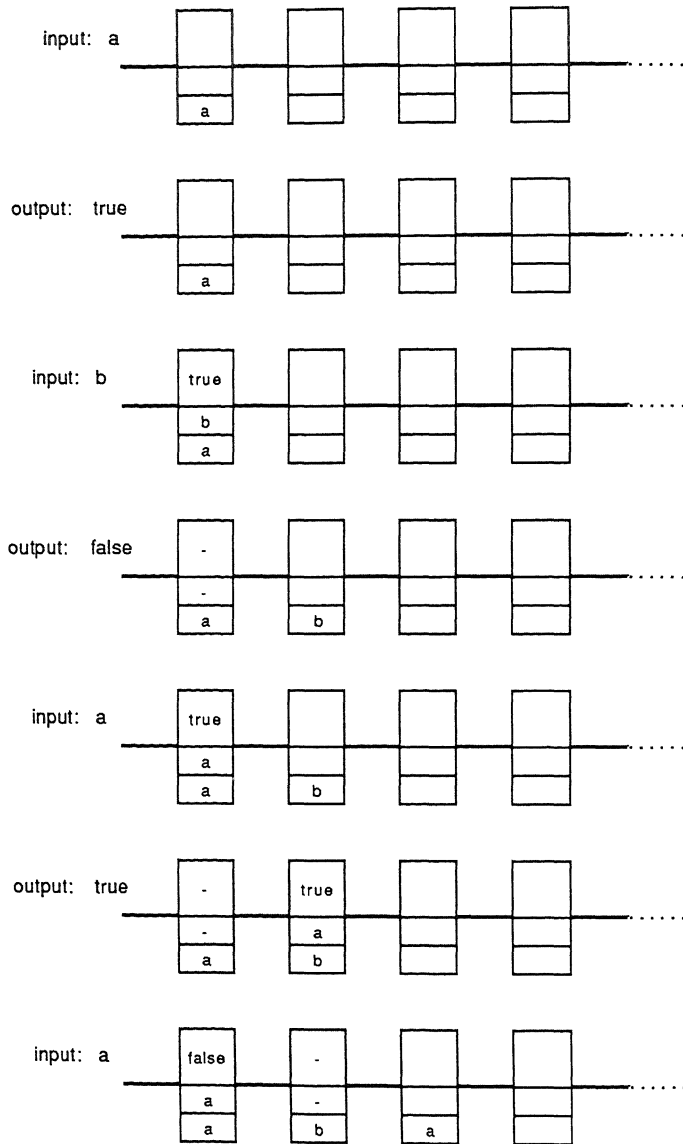 input: a
a
output: true
a
input: b
true
b
a
output: false
-
-
a b
input: a
true
a
a b
output: true
- true
- a
a b
input: a
false -
a -
a b a